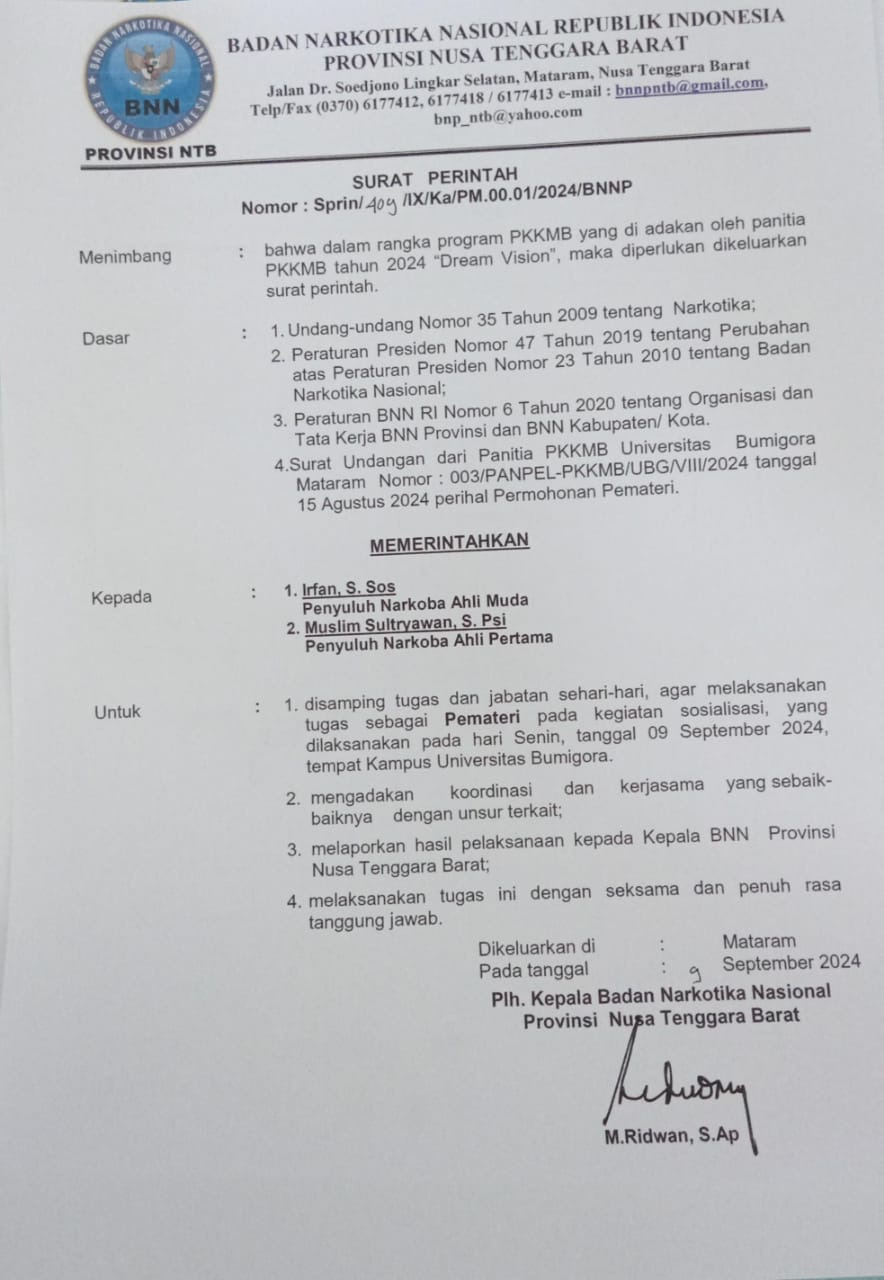 BADAN NARKOTIKA NASIONAL
REPUBLIK INDONESIA
BNN
PROVINSI NTB
BADAN NARKOTIKA NASIONAL REPUBLIK INDONESIA
PROVINSI NUSA TENGGARA BARAT
Jalan Dr. Soedjono Lingkar Selatan, Mataram, Nusa Tenggara Barat
Telp/Fax (0370) 6177412, 6177418 / 6177413 e-mail : bnnpntb@gmail.com,
bnp_ntb@yahoo.com
SURAT PERINTAH
Nomor : Sprin/409/IX/Ka/PM.00.01/2024/BNNP
Menimbang : bahwa dalam rangka program PKKMB yang di adakan oleh panitia
PKKMB tahun 2024 “Dream Vision”, maka diperlukan dikeluarkan
surat perintah.
Dasar : 1. Undang-undang Nomor 35 Tahun 2009 tentang Narkotika;
2. Peraturan Presiden Nomor 47 Tahun 2019 tentang Perubahan
atas Peraturan Presiden Nomor 23 Tahun 2010 tentang Badan
Narkotika Nasional;
3. Peraturan BNN RI Nomor 6 Tahun 2020 tentang Organisasi dan
Tata Kerja BNN Provinsi dan BNN Kabupaten/ Kota.
4.Surat Undangan dari Panitia PKKMB Universitas Bumigora
Mataram Nomor : 003/PANPEL-PKKMB/UBG/VIII/2024 tanggal
15 Agustus 2024 perihal Permohonan Pemateri.
MEMERINTAHKAN
Kepada : 1. Irfan, S. Sos
Penyuluh Narkoba Ahli Muda
2. Muslim Sultryawan, S. Psi
Penyuluh Narkoba Ahli Pertama
Untuk : 1. disamping tugas dan jabatan sehari-hari, agar melaksanakan
tugas sebagai Pemateri pada kegiatan sosialisasi, yang
dilaksanakan pada hari Senin, tanggal 09 September 2024,
tempat Kampus Universitas Bumigora.
2. mengadakan koordinasi dan kerjasama yang sebaik-
baiknya dengan unsur terkait;
3. melaporkan hasil pelaksanaan kepada Kepala BNN Provinsi
Nusa Tenggara Barat;
4. melaksanakan tugas ini dengan seksama dan penuh rasa
tanggung jawab.
Dikeluarkan di : Mataram
Pada tanggal : 9 September 2024
Plh. Kepala Badan Narkotika Nasional
Provinsi Nusa Tenggara Barat
M.Ridwan, S.Ap